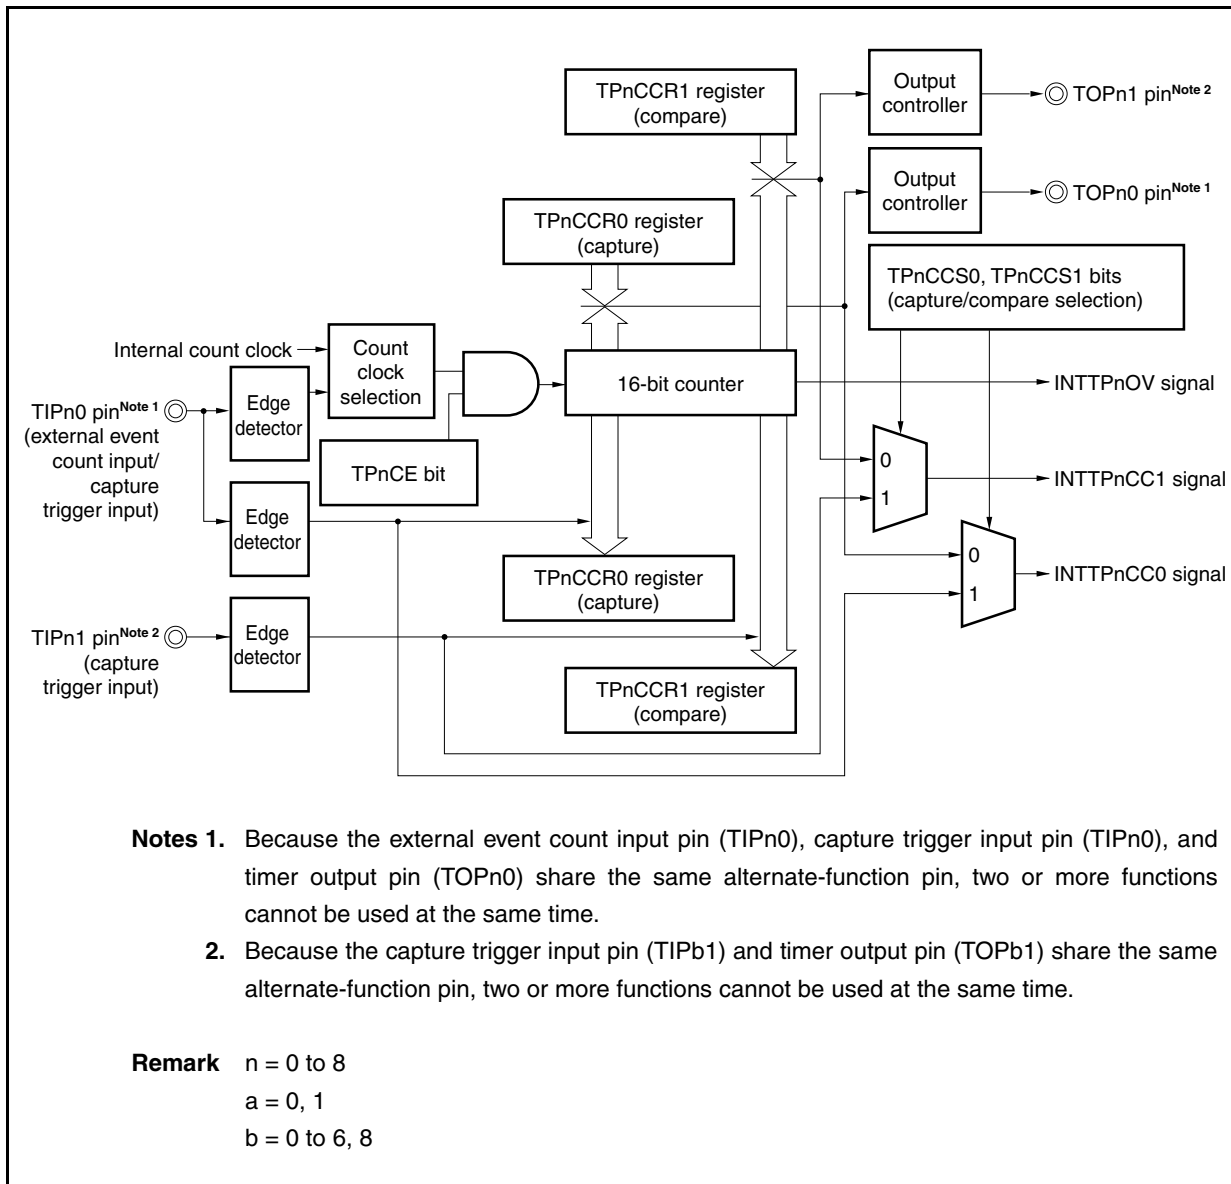 TPnCCR1 register
(compare)
Output
controller
TOPn1 pinNote 2
Output
controller
TOPn0 pinNote 1
TPnCCR0 register
(capture)
TPnCCS0, TPnCCS1 bits
(capture/compare selection)
Internal count clock
Count
clock
selection
16-bit counter
INTTPnOV signal
TIPn0 pinNote 1
(external event
count input/
capture
trigger input)
Edge
detector
TPnCE bit
0
1
INTTPnCC1 signal
Edge
detector
0
1
INTTPnCC0 signal
TPnCCR0 register
(capture)
TIPn1 pinNote 2
(capture
trigger input)
Edge
detector
TPnCCR1 register
(compare)
Notes 1. Because the external event count input pin (TIPn0), capture trigger input pin (TIPn0), and
timer output pin (TOPn0) share the same alternate-function pin, two or more functions
cannot be used at the same time.
2. Because the capture trigger input pin (TIPb1) and timer output pin (TOPb1) share the same
alternate-function pin, two or more functions cannot be used at the same time.
Remark n = 0 to 8
a = 0, 1
b = 0 to 6, 8